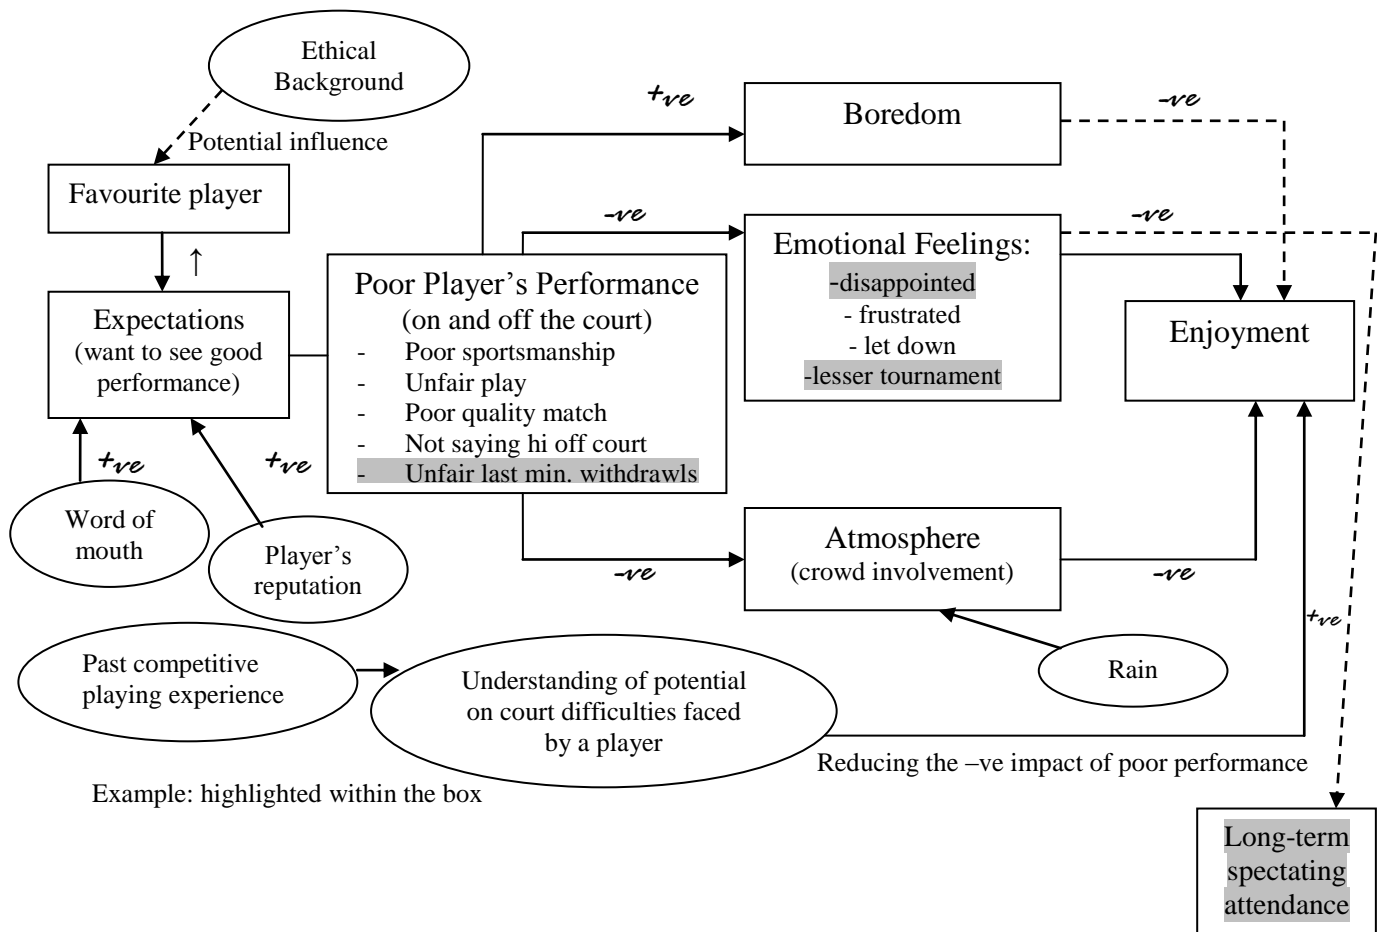 Ethical
Background
Potential influence
Favourite player
↑
Expectations
(want to see good
performance)
+ve
+ve
Word of
mouth
Player’s
reputation
Poor Player’s Performance
(on and off the court)
- Poor sportsmanship
- Unfair play
- Poor quality match
- Not saying hi off court
- Unfair last min. withdrawls
+ve
Boredom
-ve
-ve
Emotional Feelings:
-disappointed
- frustrated
- let down
-lesser tournament
-ve
Enjoyment
-ve
Atmosphere
(crowd involvement)
-ve
+ve
Rain
Past competitive
playing experience
Understanding of potential
on court difficulties faced
by a player
Reducing the –ve impact of poor performance
Example: highlighted within the box
Long-term
spectating
attendance